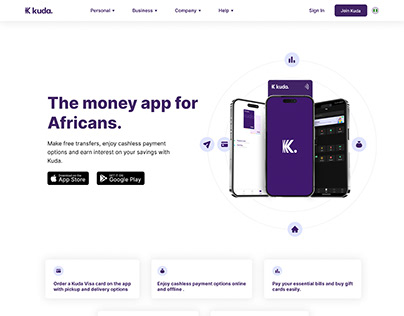 kuda.
Personal
Business
Company
Help
Sign In
Join Kuda
kuda.
The money app for
Africans.
Make free transfers, enjoy cashless payment
options and earn interest on your savings with
Kuda.
Download on the
App Store
GET IT ON
Google Play
K.
Order a Kuda Visa card on the app
with pickup and delivery options
Enjoy cashless payment options online
and offline .
Pay your essential bills and buy gift
cards easily.